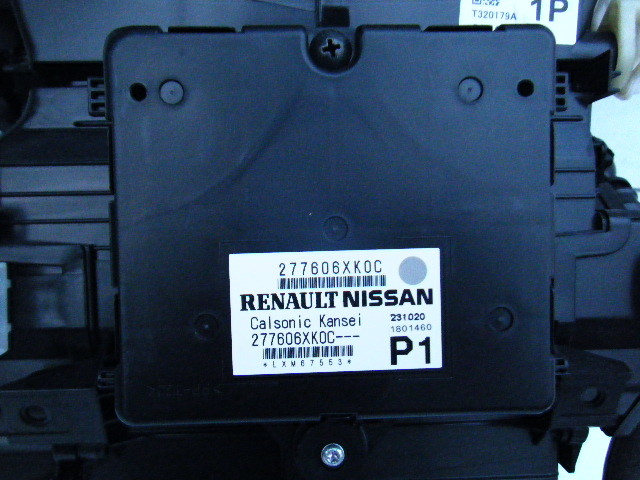 T320179A
1P
277606XK0C
RENAULT NISSAN
Calsonic Kansei
231020
1801460
277606XK0C---
P1
*LXM67553*